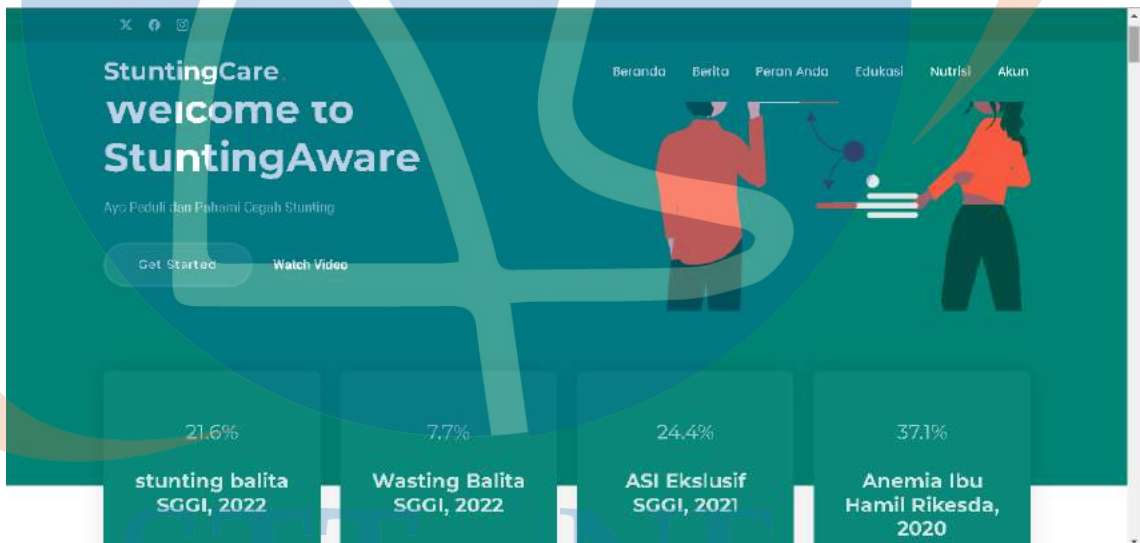 StuntingCare.
Beranda Berita Peran Anda Edukasi Nutrisi Akun
Welcome to
StuntingAware
Ayo Peduli dan Pahami Cegah Stunting
Get Started
Watch Video
21.6%
stunting balita
SGGI, 2022
7.7%
Wasting Balita
SGGI, 2022
24.4%
ASI Ekslusif
SGGI, 2021
37.1%
Anemia Ibu
Hamil Rikesda,
2020